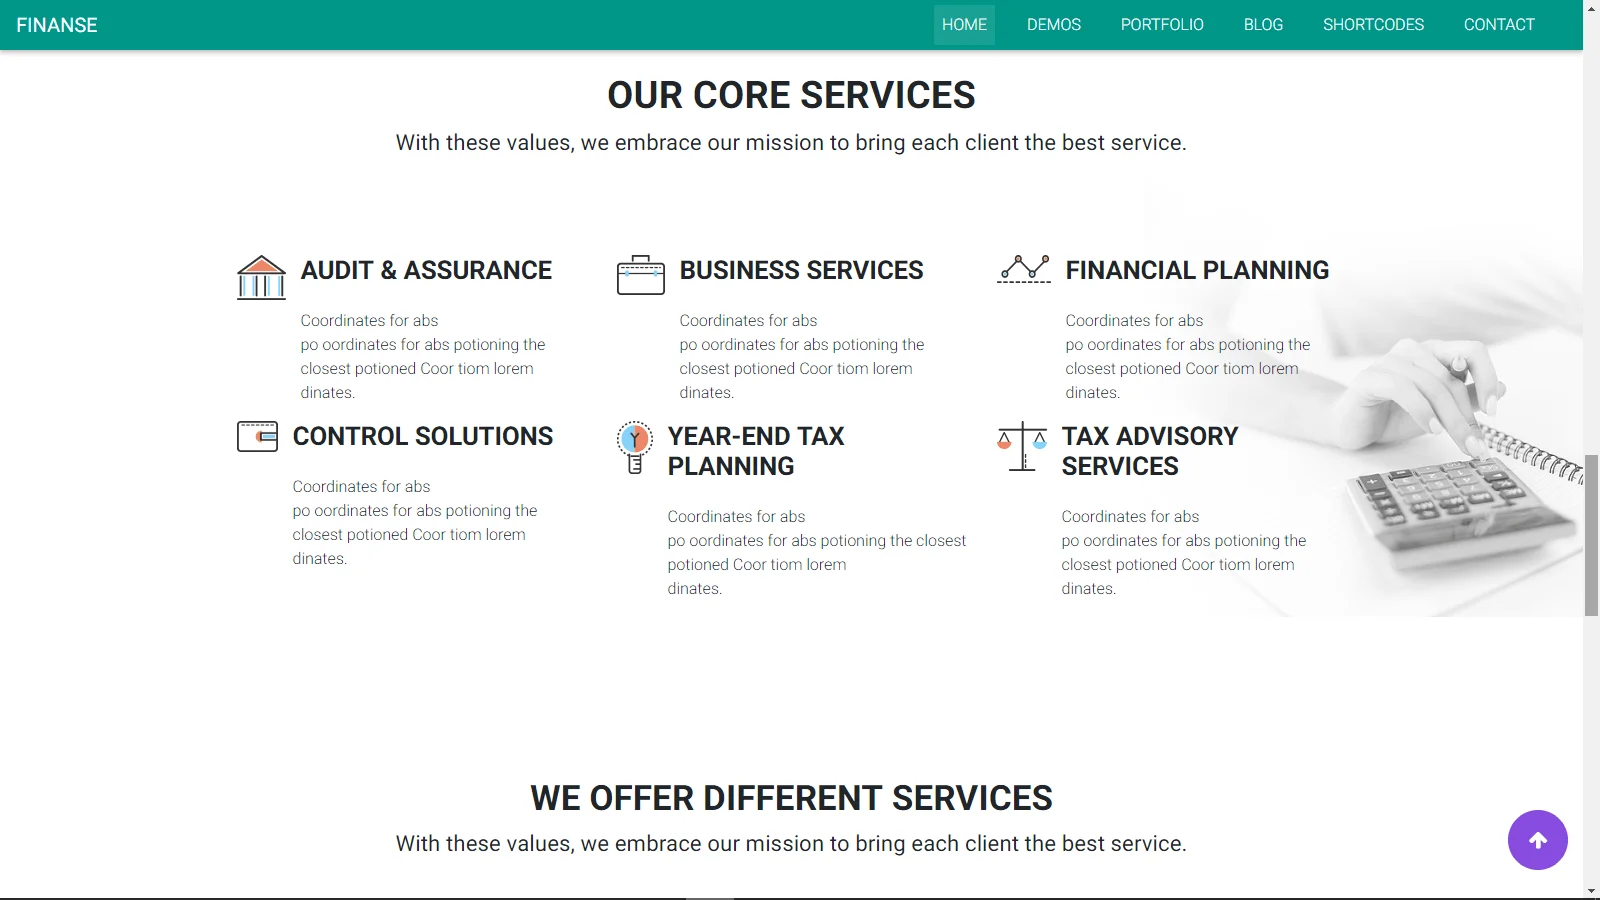 FINANSE
HOME DEMOS PORTFOLIO BLOG SHORTCODES CONTACT
OUR CORE SERVICES
With these values, we embrace our mission to bring each client the best service.
AUDIT & ASSURANCE
Coordinates for abs
po oordinates for abs potioning the
closest potioned Coor tiom lorem
dinates.
BUSINESS SERVICES
Coordinates for abs
po oordinates for abs potioning the
closest potioned Coor tiom lorem
dinates.
FINANCIAL PLANNING
Coordinates for abs
po oordinates for abs potioning the
closest potioned Coor tiom lorem
dinates.
CONTROL SOLUTIONS
Coordinates for abs
po oordinates for abs potioning the
closest potioned Coor tiom lorem
dinates.
YEAR-END TAX
PLANNING
Coordinates for abs
po oordinates for abs potioning the closest
potioned Coor tiom lorem
dinates.
TAX ADVISORY
SERVICES
Coordinates for abs
po oordinates for abs potioning the
closest potioned Coor tiom lorem
dinates.
WE OFFER DIFFERENT SERVICES
With these values, we embrace our mission to bring each client the best service.